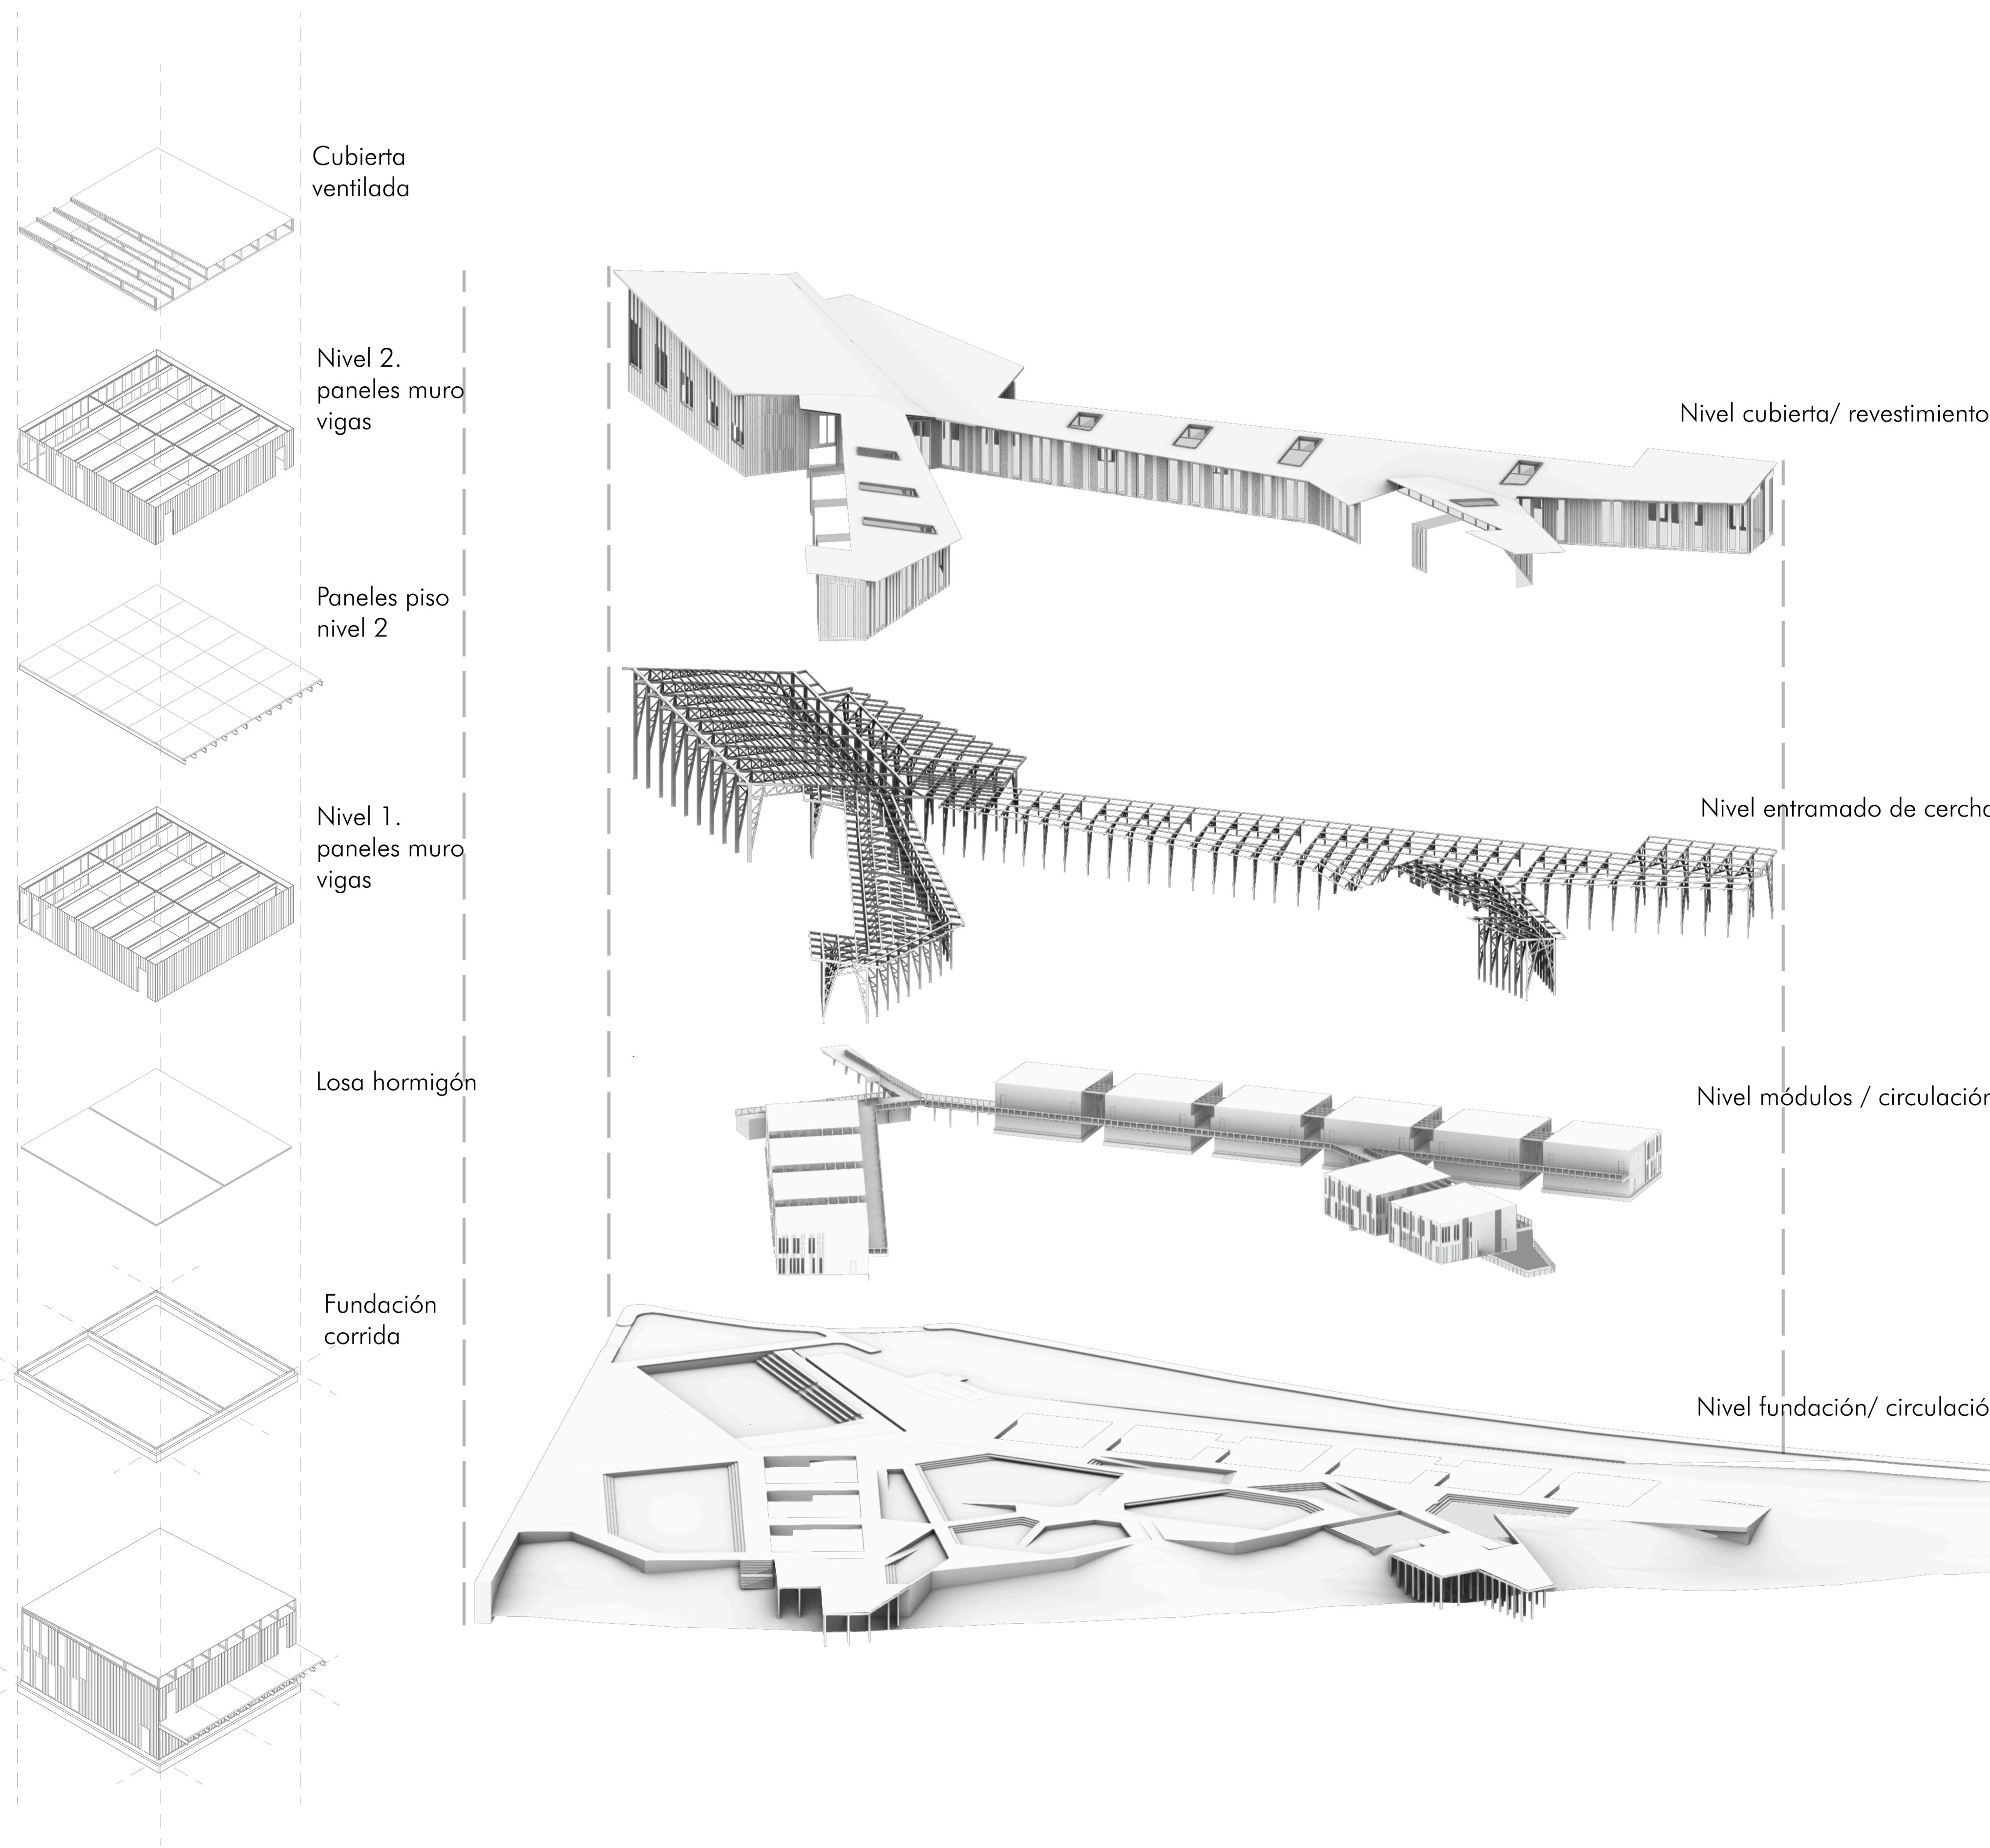 Cubierta
ventilada
Nivel 2.
paneles muro
vigas
Paneles piso
nivel 2
Nivel 1.
paneles muro
vigas
Losa hormigón
Fundación
corrida
Nivel cubierta/ revestimiento
Nivel entramado de cercha
Nivel módulos / circulación
Nivel fundación/ circulació